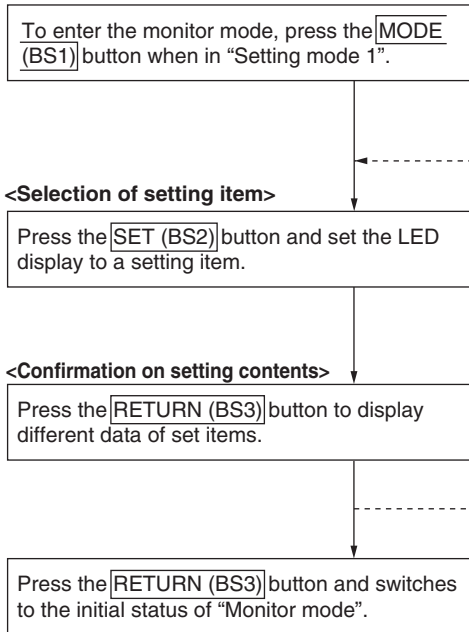 To enter the monitor mode, press the MODE
(BS1) button when in “Setting mode 1”.
<Selection of setting item>
Press the SET (BS2) button and set the LED
display to a setting item.
<Confirmation on setting contents>
Press the RETURN (BS3) button to display
different data of set items.
Press the RETURN (BS3) button and switches
to the initial status of “Monitor mode”.